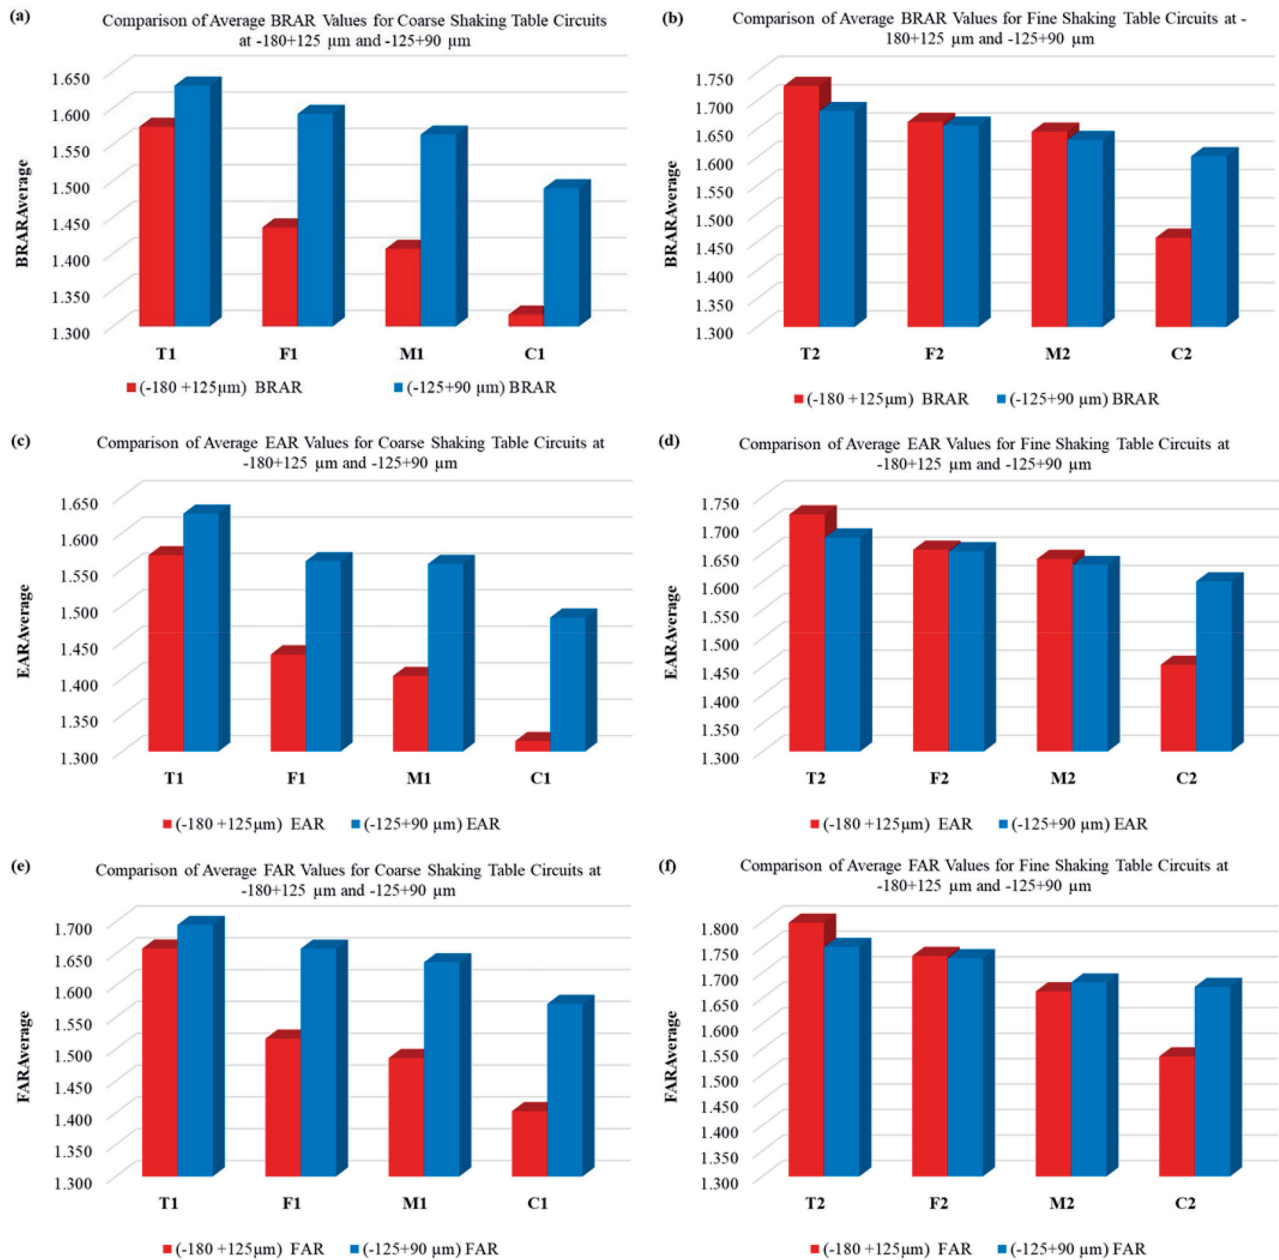 (a)
Comparison of Average BRAR Values for Coarse Shaking Table Circuits
at -180+125 µm and -125+90 µm
BRARAverage
1.650
1.600
1.550
1.500
1.450
1.400
1.350
1.300
T1 F1 M1 C1
(-180 +125µm) BRAR (-125+90 µm) BRAR
(b)
Comparison of Average BRAR Values for Fine Shaking Table Circuits at -
180+125 µm and -125+90 µm
BRARAverage
1.750
1.700
1.650
1.600
1.550
1.500
1.450
1.400
1.350
1.300
T2 F2 M2 C2
(-180 +125µm) BRAR (-125+90 µm) BRAR
(c)
Comparison of Average EAR Values for Coarse Shaking Table Circuits at
-180+125 µm and -125+90 µm
EARAverage
1.650
1.600
1.550
1.500
1.450
1.400
1.350
1.300
T1 F1 M1 C1
(-180 +125µm) EAR (-125+90 µm) EAR
(d)
Comparison of Average EAR Values for Fine Shaking Table Circuits at
-180+125 µm and -125+90 µm
EARAverage
1.750
1.700
1.650
1.600
1.550
1.500
1.450
1.400
1.350
1.300
T2 F2 M2 C2
(-180 +125µm) EAR (-125+90 µm) EAR
(e)
Comparison of Average FAR Values for Coarse Shaking Table Circuits at
-180+125 µm and -125+90 µm
FARAverage
1.700
1.650
1.600
1.550
1.500
1.450
1.400
1.350
1.300
T1 F1 M1 C1
(-180 +125µm) FAR (-125+90 µm) FAR
(f)
Comparison of Average FAR Values for Fine Shaking Table Circuits at
-180+125 µm and -125+90 µm
FARAverage
1.800
1.750
1.700
1.650
1.600
1.550
1.500
1.450
1.400
1.350
1.300
T2 F2 M2 C2
(-180 +125µm) FAR (-125+90 µm) FAR